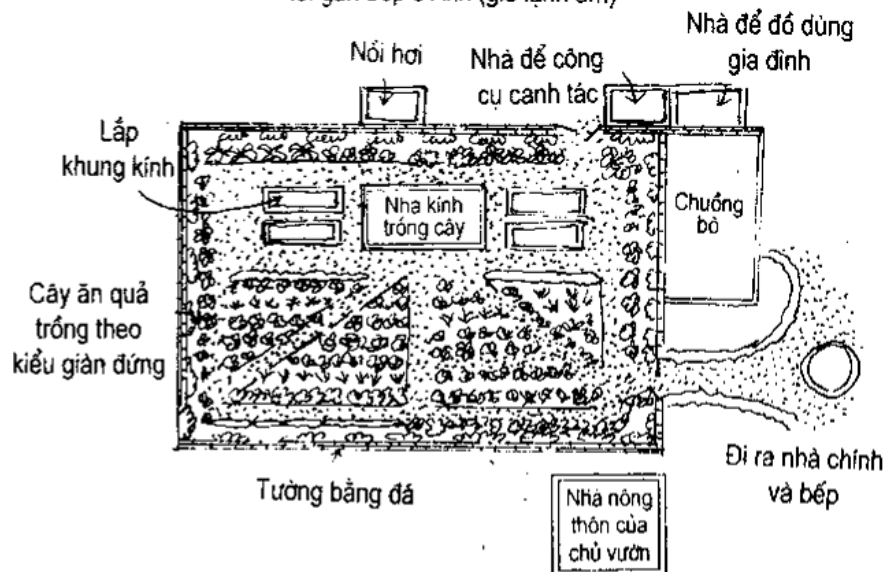 Nồi hơi
Nhà để công
cụ canh tác
Nhà để đồ dùng
gia đình
Lắp
khung kính
Nha kính
tróng cây
Chuồng
bò
Cây ăn quả
trồng theo
kiểu giàn đứng
Đi ra nhà chính
và bếp
Tường bằng đá
Nhà nông
thôn của
chủ vườn